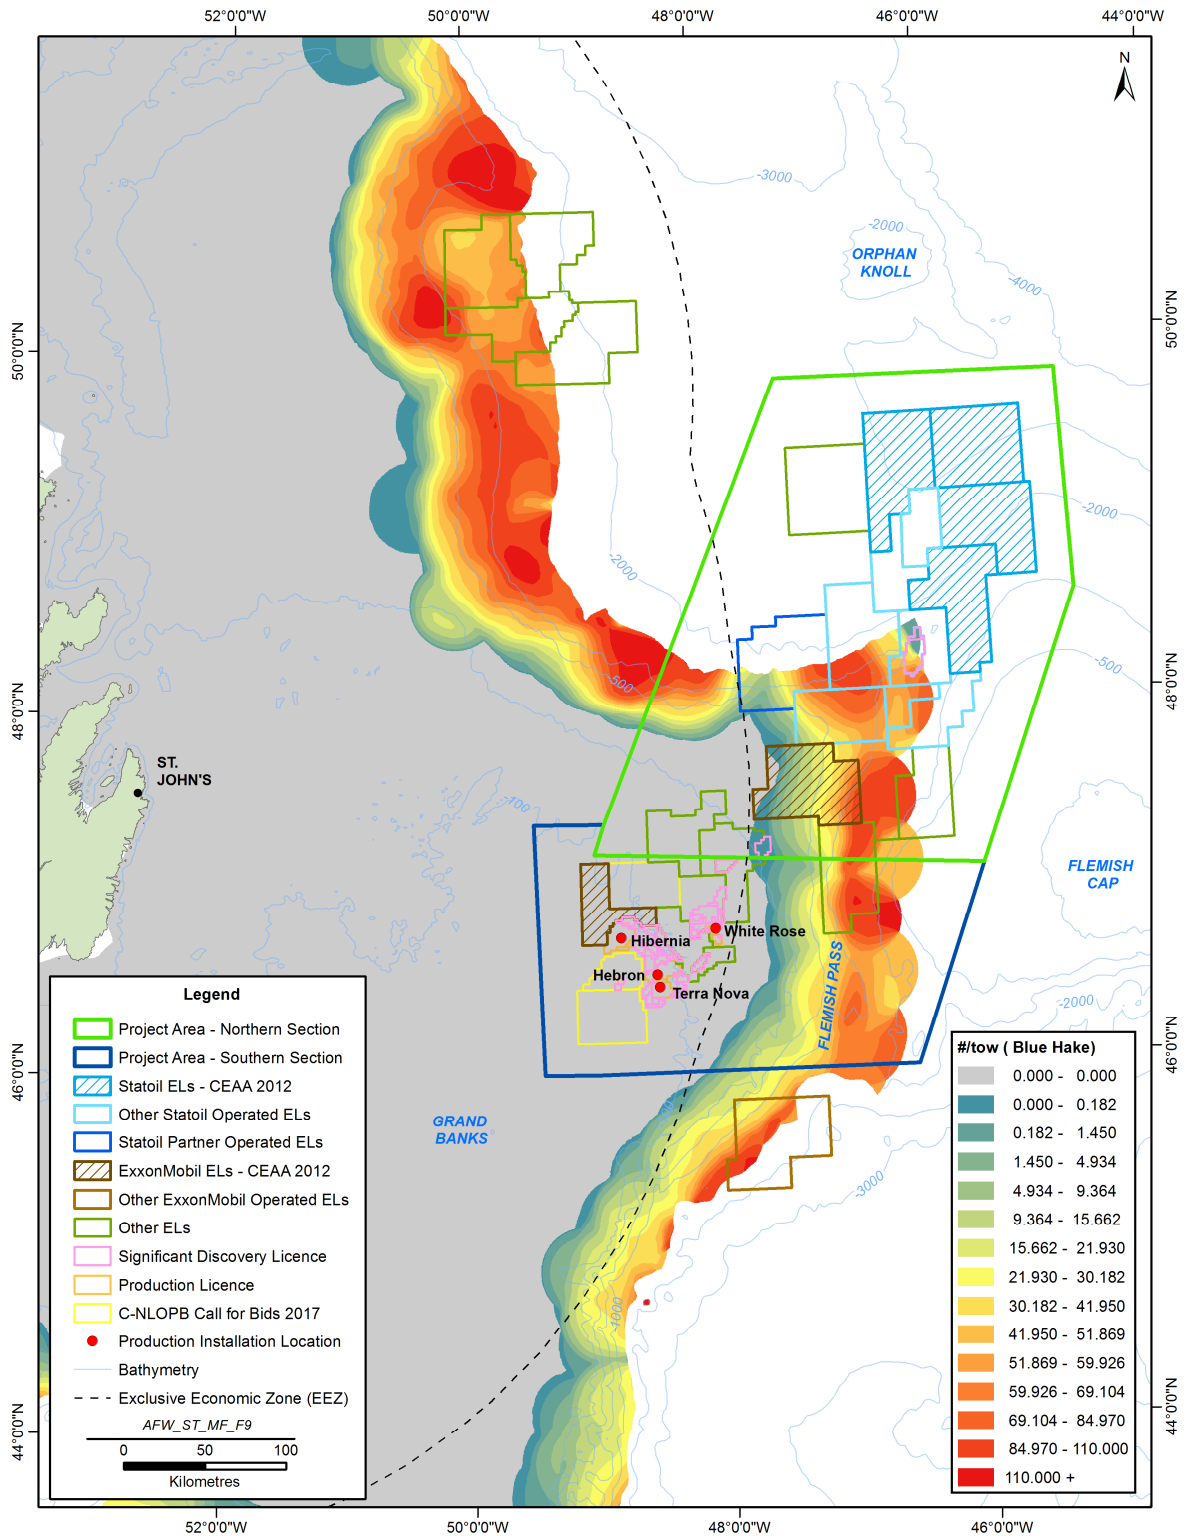 52°0'0"W
50°0'0"W
48°0'0"W
46°0'0"W
44°0'0"W
N
-3000
-2000
ORPHAN
KNOLL
-4000
50°0'0"N
50°0'0"N
-2000
-2000
-500
-500
48°0'0"N
48°0'0"N
ST.
JOHN'S
-100
FLEMISH
CAP
White Rose
Hibernia
Hebron
Terra Nova
FLEMISH PASS
-2000
46°0'0"N
46°0'0"N
GRAND
BANKS
-3000
-1000
44°0'0"N
44°0'0"N
Legend
Project Area - Northern Section
Project Area - Southern Section
Statoil ELs - CEAA 2012
Other Statoil Operated ELs
Statoil Partner Operated ELs
ExxonMobil ELs - CEAA 2012
Other ExxonMobil Operated ELs
Other ELs
Significant Discovery Licence
Production Licence
C-NLOPB Call for Bids 2017
Production Installation Location
Bathymetry
Exclusive Economic Zone (EEZ)
AFW_ST_MF_F9
0 50 100
Kilometres
#/tow ( Blue Hake)
0.000 - 0.000
0.000 - 0.182
0.182 - 1.450
1.450 - 4.934
4.934 - 9.364
9.364 - 15.662
15.662 - 21.930
21.930 - 30.182
30.182 - 41.950
41.950 - 51.869
51.869 - 59.926
59.926 - 69.104
69.104 - 84.970
84.970 - 110.000
110.000 +
52°0'0"W
50°0'0"W
48°0'0"W
46°0'0"W